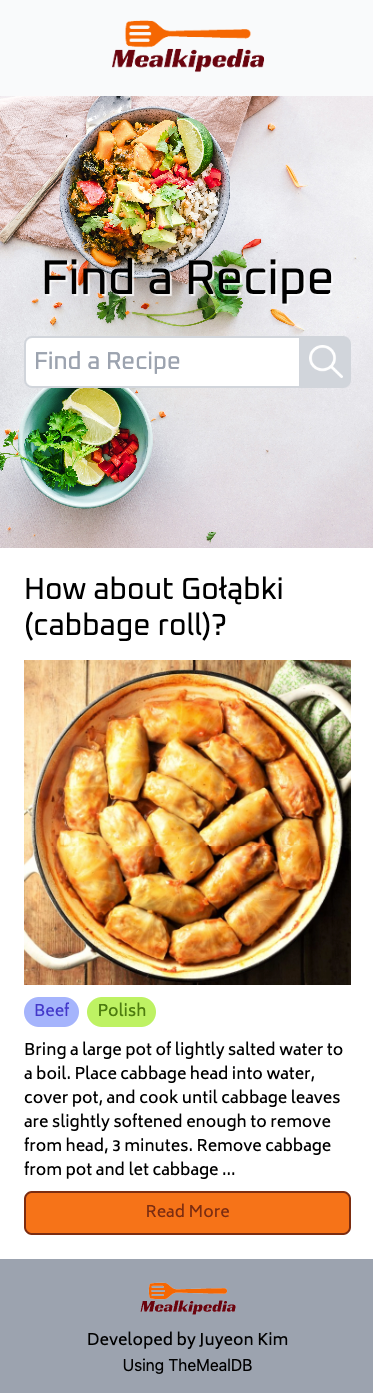 Mealkipedia
Find a Recipe
Find a Recipe
How about Gołąbki
(cabbage roll)?
Beef Polish
Bring a large pot of lightly salted water to
a boil. Place cabbage head into water,
cover pot, and cook until cabbage leaves
are slightly softened enough to remove
from head, 3 minutes. Remove cabbage
from pot and let cabbage ...
Read More
Mealkipedia
Developed by Juyeon Kim
Using TheMealDB